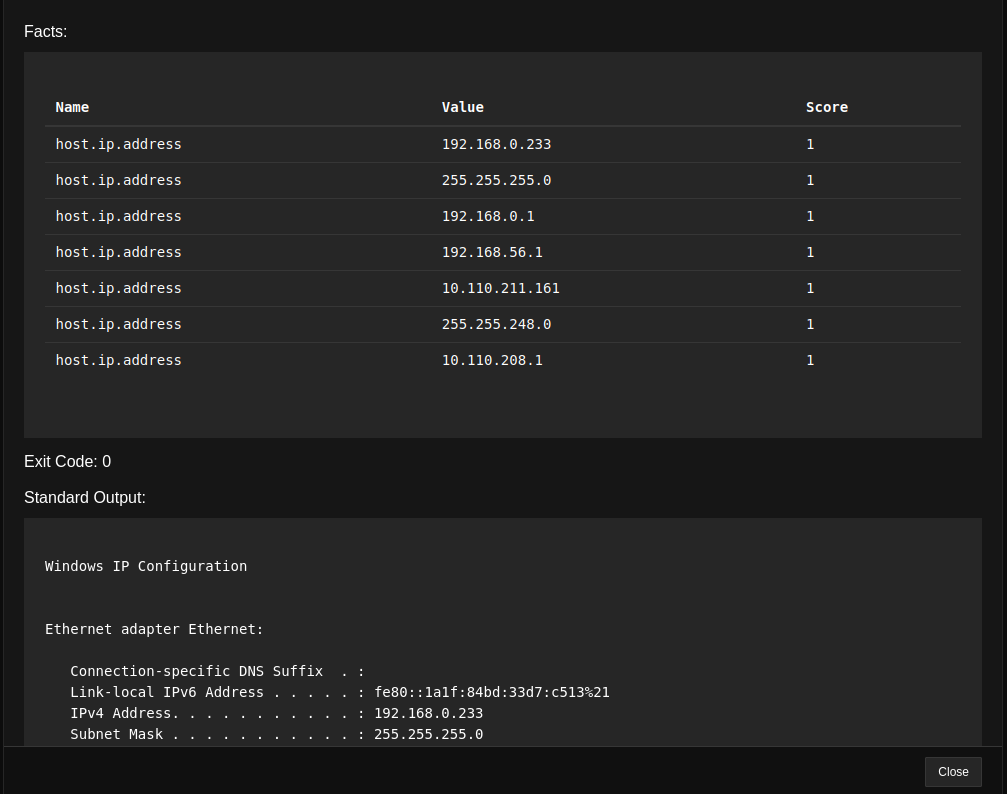 Facts:
Name Value Score
host.ip.address 192.168.0.233 1
host.ip.address 255.255.255.0 1
host.ip.address 192.168.0.1 1
host.ip.address 192.168.56.1 1
host.ip.address 10.110.211.161 1
host.ip.address 255.255.248.0 1
host.ip.address 10.110.208.1 1
Exit Code: 0
Standard Output:
Windows IP Configuration
Ethernet adapter Ethernet:
Connection-specific DNS Suffix  . :
Link-local IPv6 Address . . . . . : fe80::1a1f:84bd:33d7:c513%21
IPv4 Address. . . . . . . . . . . : 192.168.0.233
Subnet Mask . . . . . . . . . . . : 255.255.255.0
Close